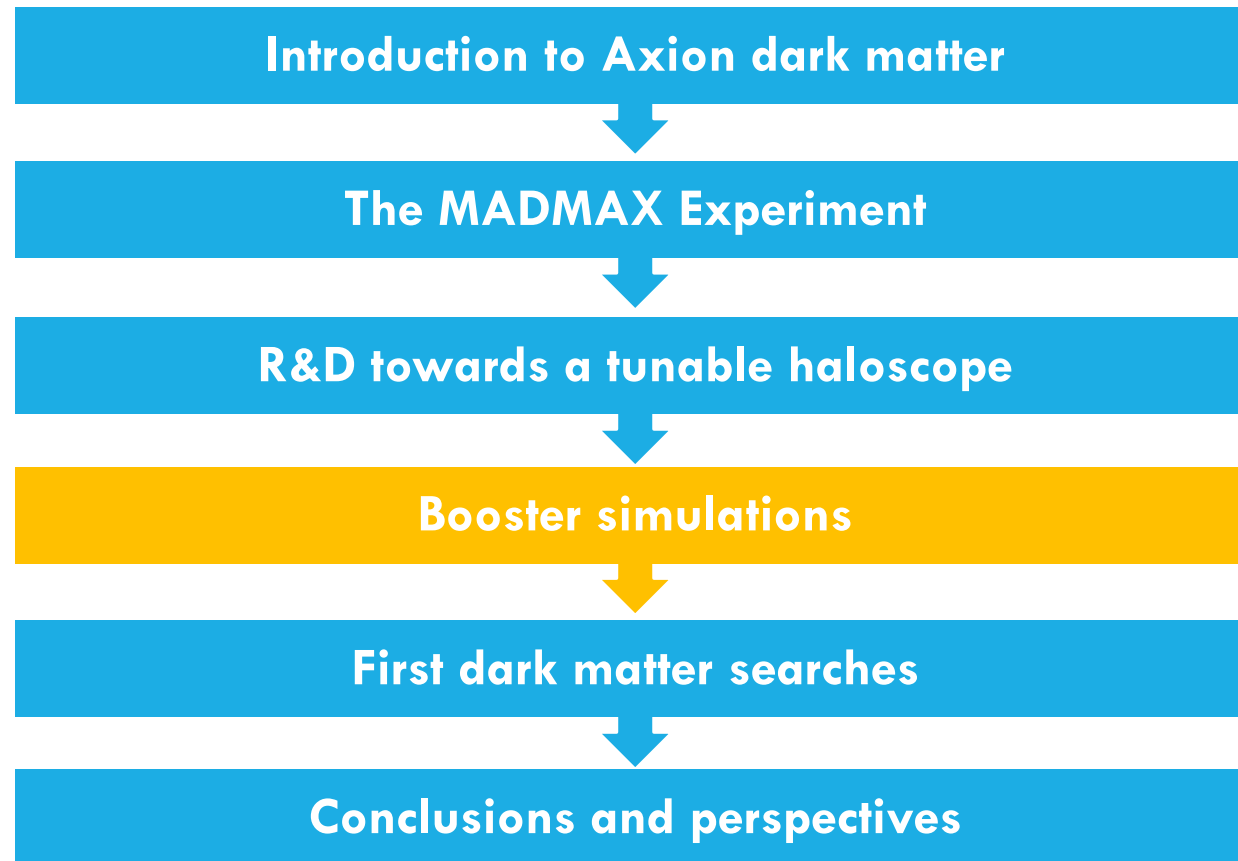 Introduction to Axion dark matter
The MADMAX Experiment
R&D towards a tunable haloscope
Booster simulations
First dark matter searches
Conclusions and perspectives